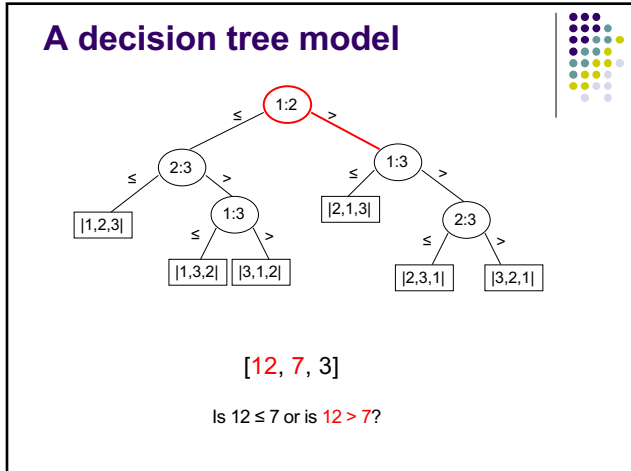 A decision tree model
1:2
≤ >
2:3 1:3
≤ > ≤ >
|1,2,3| 1:3 |2,1,3| 2:3
≤ > ≤ >
|1,3,2| |3,1,2| |2,3,1| |3,2,1|
[12, 7, 3]
Is 12 ≤ 7 or is 12 > 7?